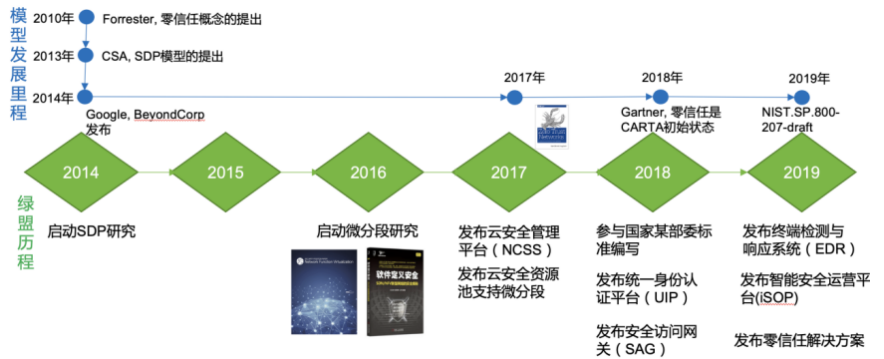 模型发展里程
2010年
Forrester, 零信任概念的提出
2013年
CSA, SDP模型的提出
2014年
Google, BeyondCorp
发布
2017年
2018年
Gartner, 零信任是
CARTA初始状态
2019年
NIST.SP.800-
207-draft
绿盟历程
2014
2015
2016
2017
2018
2019
启动SDP研究
启动微分段研究
软件定义安全
发布云安全管理
平台（NCSS）
发布云安全资源
池支持微分段
参与国家某部委标
准编写
发布统一身份认
证平台（UIP）
发布安全访问网
关（SAG）
发布终端检测与
响应系统（EDR）
发布智能安全运营平
台(iSOP)
发布零信任解决方案